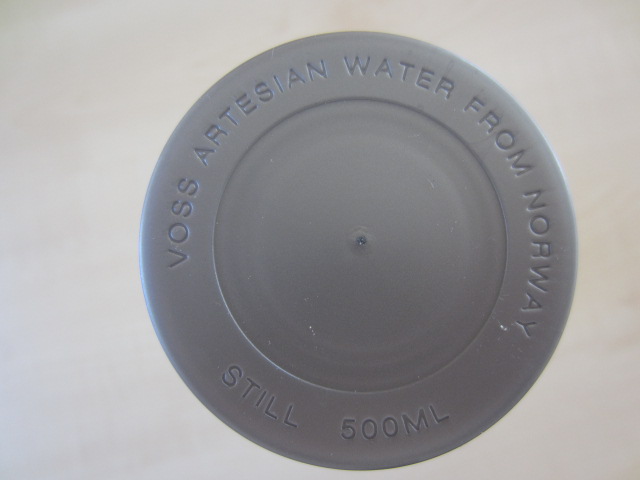 VOSS ARTESIAN WATER FROM NORWAY
STILL 500ML